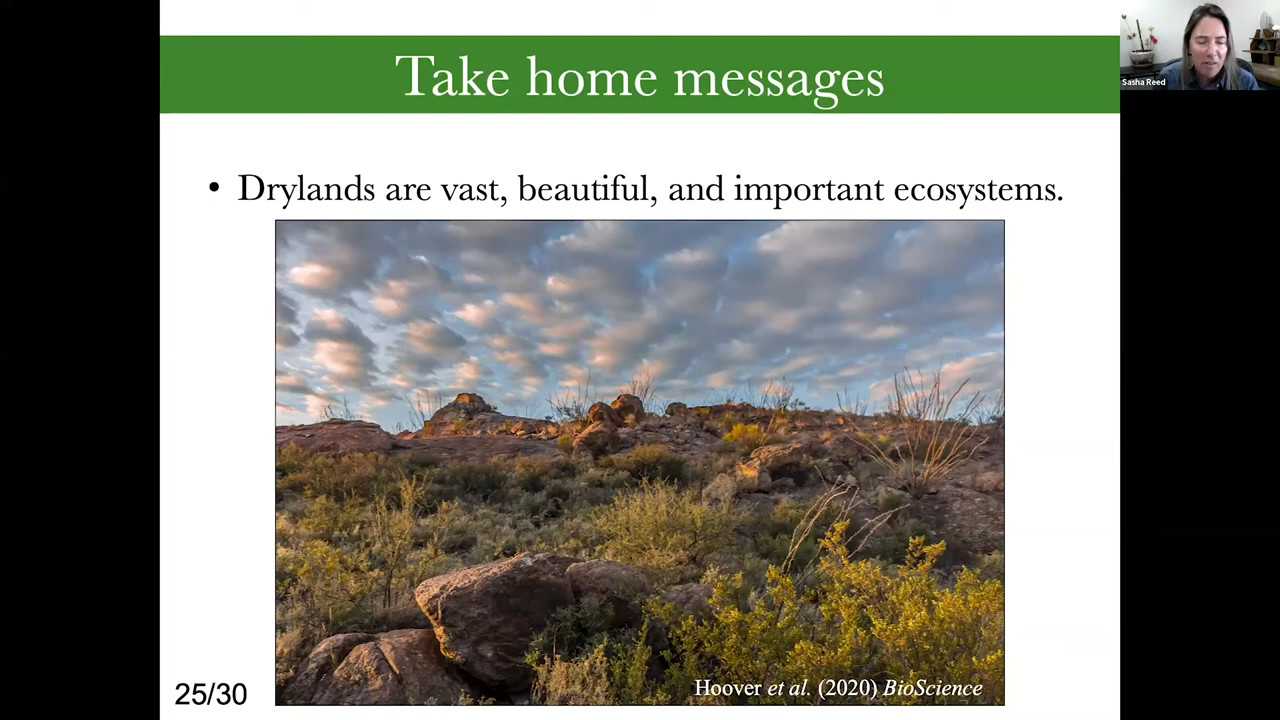 Take home messages
Sasha Reed
• Drylands are vast, beautiful, and important ecosystems.
Hoover et al. (2020) BioScience
25/30